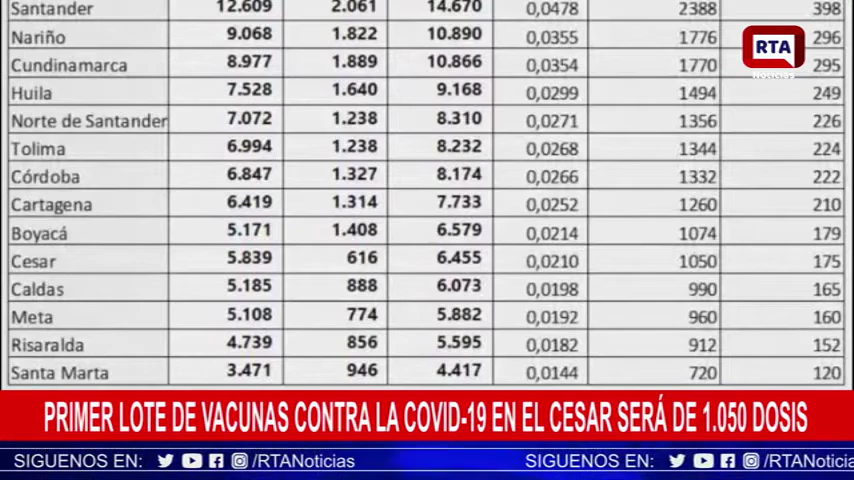 Santander 12.609 2.061 14.670 0,0478 2388 398
Nariño 9.068 1.822 10.890 0,0355 1776 296
Cundinamarca 8.977 1.889 10.866 0,0354 1770 295
Huila 7.528 1.640 9.168 0,0299 1494 249
Norte de Santander 7.072 1.238 8.310 0,0271 1356 226
Tolima 6.994 1.238 8.232 0,0268 1344 224
Córdoba 6.847 1.327 8.174 0,0266 1332 222
Cartagena 6.419 1.314 7.733 0,0252 1260 210
Boyacá 5.171 1.408 6.579 0,0214 1074 179
Cesar 5.839 616 6.455 0,0210 1050 175
Caldas 5.185 888 6.073 0,0198 990 165
Meta 5.108 774 5.882 0,0192 960 160
Risaralda 4.739 856 5.595 0,0182 912 152
Santa Marta 3.471 946 4.417 0,0144 720 120
RTA
Noticias
PRIMER LOTE DE VACUNAS CONTRA LA COVID-19 EN EL CESAR SERÁ DE 1.050 DOSIS
SIGUENOS EN: /RTANoticias SIGUENOS EN: /RTANoticias